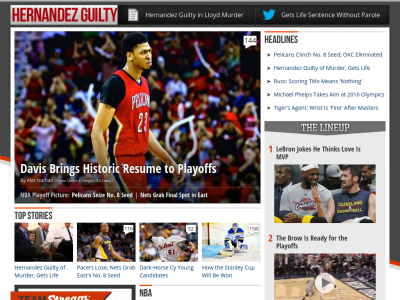 HERNANDEZ GUILTY
Hernandez Guilty in Lloyd Murder
Gets Life Sentence Without Parole
144
PELICANS
23
Davis Brings Historic Resume to Playoffs
By Alec Nathan
NBA Playoff Picture: Pelicans Seize No. 8 Seed | Nets Grab Final Spot in East
HEADLINES
Pelicans Clinch No. 8 Seed; OKC Eliminated
Hernandez Guilty of Murder, Gets Life
Russ: Scoring Title Means 'Nothing'
Michael Phelps Takes Aim at 2016 Olympics
Tiger's Agent: Wrist Is 'Fine' After Masters
THE LINEUP
1 LeBron Jokes He Thinks Love Is
MVP
CLEVELAND
2 The Brow Is Ready for the
Playoffs
TOP STORIES
116
52
158
Hernandez Guilty of
Murder, Gets Life
Pacers Lose, Nets Grab
East's No. 8 Seed
Dark-Horse Cy Young
Candidates
How the Stanley Cup
Will Be Won
TEAM Stream
NBA